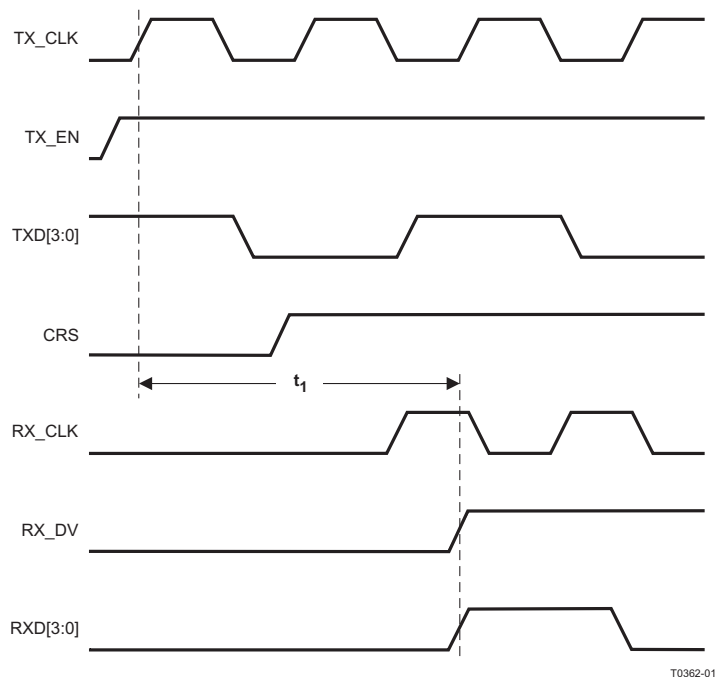 TX_CLK
TX_EN
TXD[3:0]
CRS
t1
RX_CLK
RX_DV
RXD[3:0]
T0362-01